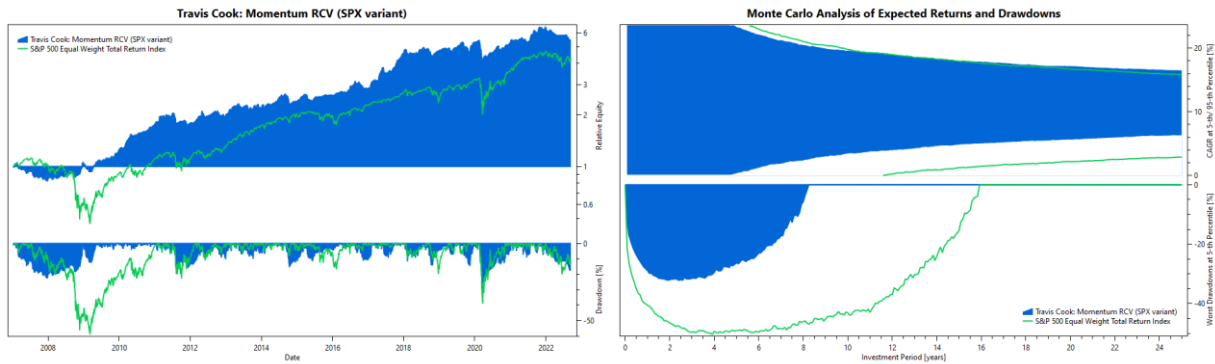 Travis Cook: Momentum RCV (SPX variant)
Travis Cook: Momentum RCV (SPX variant)
S&P 500 Equal Weight Total Return Index
6
3
2
1
0.6
Relative Equity
0
-50
Drawdown [%]
2008 2010 2012 2014 2016 2018 2020 2022
Date
Monte Carlo Analysis of Expected Returns and Drawdowns
20
10
0
CAGR at 5-th/ 95-th Percentile [%]
0
-20
-40
Worst Drawdowns at 5-th Percentile [%]
Travis Cook: Momentum RCV (SPX variant)
S&P 500 Equal Weight Total Return Index
0 2 4 6 8 10 12 14 16 18 20 22 24
Investment Period [years]